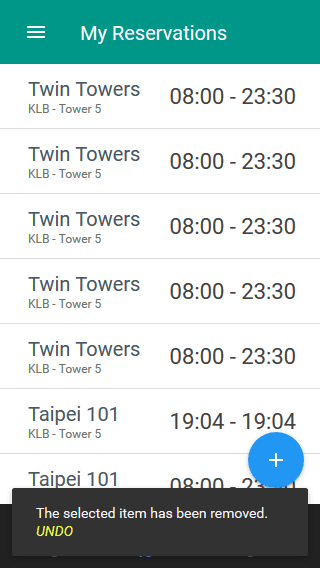 My Reservations
Twin Towers 08:00 - 23:30
KLB - Tower 5
Twin Towers 08:00 - 23:30
KLB - Tower 5
Twin Towers 08:00 - 23:30
KLB - Tower 5
Twin Towers 08:00 - 23:30
KLB - Tower 5
Twin Towers 08:00 - 23:30
KLB - Tower 5
Taipei 101 19:04 - 19:04
KLB - Tower 5
Taipei 101 08:00 - 23:30
The selected item has been removed.
UNDO